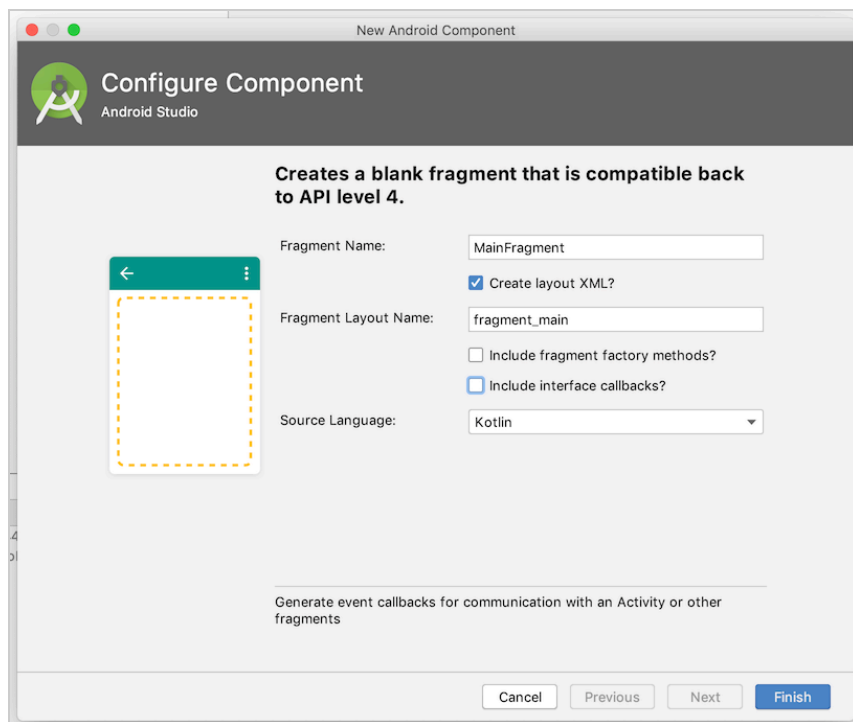 New Android Component
Configure Component
Android Studio
Creates a blank fragment that is compatible back
to API level 4.
Fragment Name:
MainFragment
Create layout XML?
Fragment Layout Name:
fragment_main
Include fragment factory methods?
Include interface callbacks?
Source Language:
Kotlin
Generate event callbacks for communication with an Activity or other
fragments
Cancel
Previous
Next
Finish